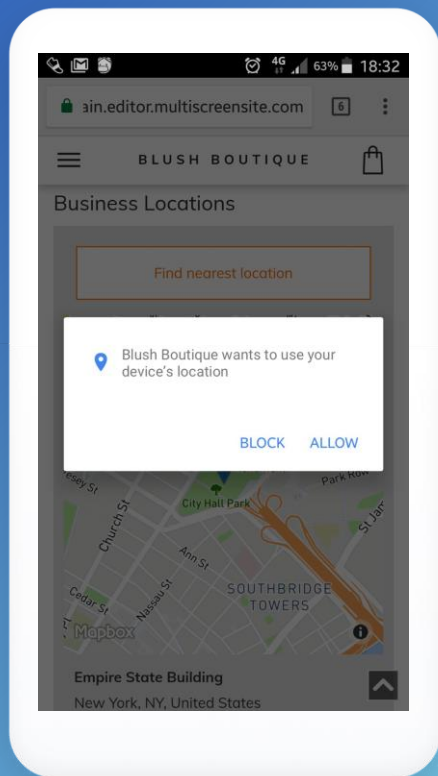 4G 63% 18:32
ain.editor.multiscreensite.com 6
BLUSH BOUTIQUE
Business Locations
Find nearest location
Blush Boutique wants to use your
device's location
BLOCK ALLOW
Park Row
City Hall Park
Church St
Ann St
Nassau St
Cedar St
SOUTHBRIDGE
TOWERS
Mapbox
Empire State Building
New York, NY, United States